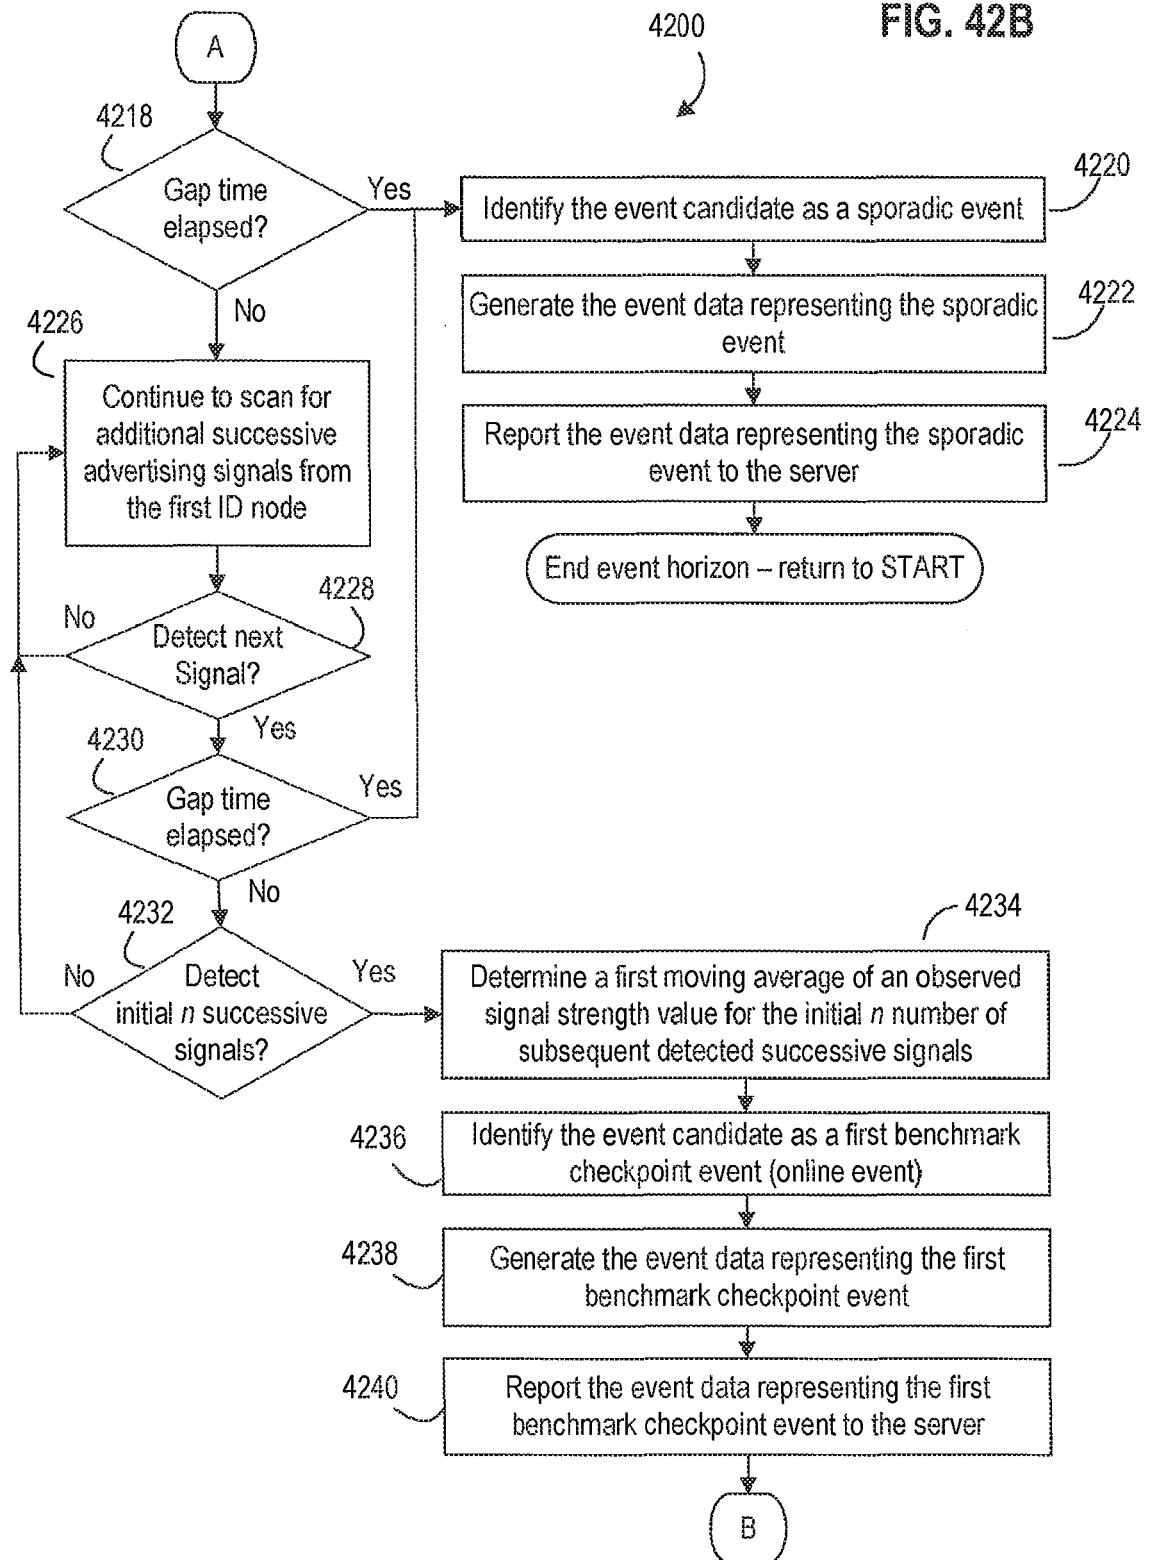 FIG. 42B
4200
A
4218
Gap time
elapsed?
Yes
No
4220
Identify the event candidate as a sporadic event
4222
Generate the event data representing the sporadic
event
4224
Report the event data representing the sporadic
event to the server
End event horizon – return to START
4226
Continue to scan for
additional successive
advertising signals from
the first ID node
4228
Detect next
Signal?
No
Yes
4230
Gap time
elapsed?
Yes
No
4232
Detect
initial n successive
signals?
No
Yes
4234
Determine a first moving average of an observed
signal strength value for the initial n number of
subsequent detected successive signals
4236
Identify the event candidate as a first benchmark
checkpoint event (online event)
4238
Generate the event data representing the first
benchmark checkpoint event
4240
Report the event data representing the first
benchmark checkpoint event to the server
B